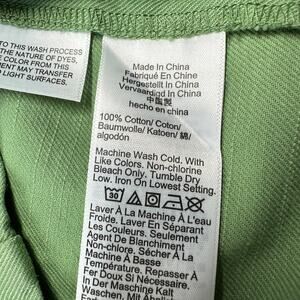 TO THIS WASH PROCESS
THE NATURE OF DYES,
COLOR FROM THIS
MENT MAY TRANSFER
LIGHT SURFACES.
Made In China
Fabriqué En Chine
Hergestellt In China
Vervaardigd In China
中国製
hecho en chino
100% Cotton/ Coton/
Baumwolle/ Katoen/ 綿/
algodón
Machine Wash Cold. With
Like Colors. Non-chlorine
Bleach Only. Tumble Dry
Low. Iron On Lowest Setting.
30
Laver À La Machine À L'eau
Froide. Laver En Séparant
Les Couleurs. Seulement
Agent De Blanchiment
Non-chlore. Sécher À La
Machine À Basse
Température. Repasser À
Fer Doux Si Nécessaire.
In Der Maschine Kalt
Waschen. Mit Ähnlichen